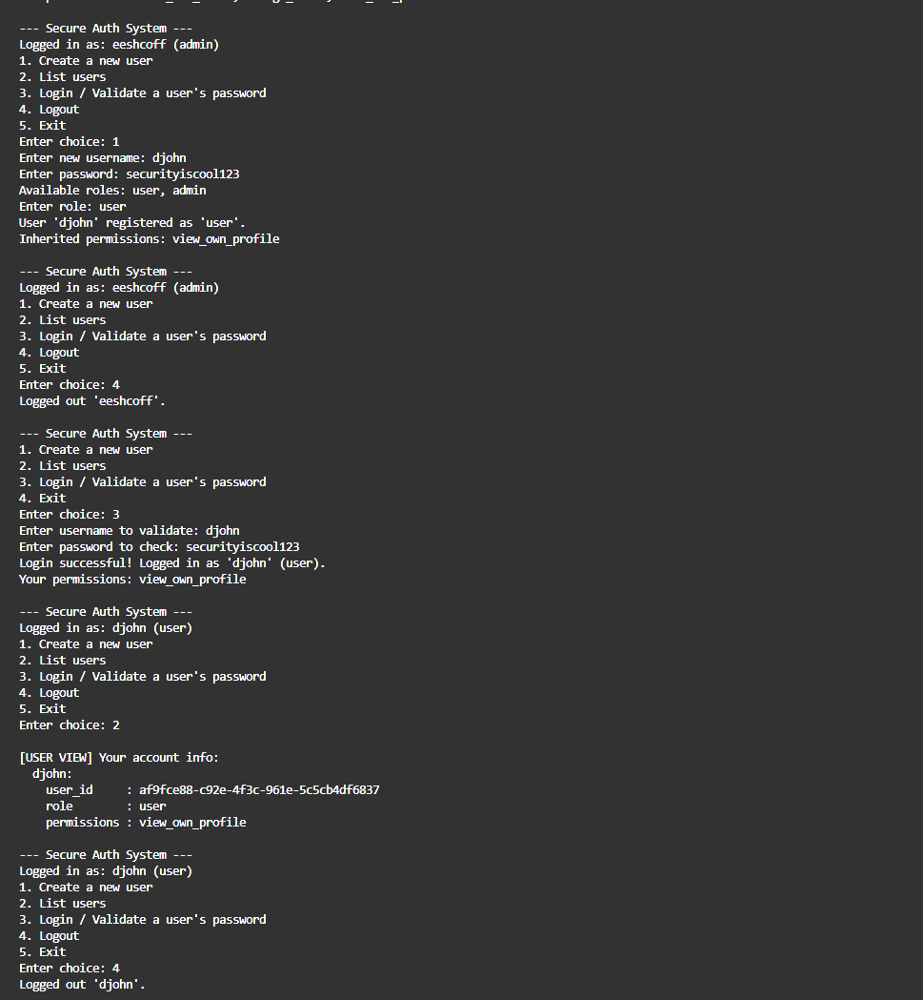 --- Secure Auth System ---
Logged in as: eeshcoff (admin)
1. Create a new user
2. List users
3. Login / Validate a user's password
4. Logout
5. Exit
Enter choice: 1
Enter new username: djohn
Enter password: securityiscool123
Available roles: user, admin
Enter role: user
User 'djohn' registered as 'user'.
Inherited permissions: view_own_profile
--- Secure Auth System ---
Logged in as: eeshcoff (admin)
1. Create a new user
2. List users
3. Login / Validate a user's password
4. Logout
5. Exit
Enter choice: 4
Logged out 'eeshcoff'.
--- Secure Auth System ---
1. Create a new user
2. List users
3. Login / Validate a user's password
4. Exit
Enter choice: 3
Enter username to validate: djohn
Enter password to check: securityiscool123
Login successful! Logged in as 'djohn' (user).
Your permissions: view_own_profile
--- Secure Auth System ---
Logged in as: djohn (user)
1. Create a new user
2. List users
3. Login / Validate a user's password
4. Logout
5. Exit
Enter choice: 2
[USER VIEW] Your account info:
djohn:
user_id : af9fce88-c92e-4f3c-961e-5c5cb4df6837
role : user
permissions : view_own_profile
--- Secure Auth System ---
Logged in as: djohn (user)
1. Create a new user
2. List users
3. Login / Validate a user's password
4. Logout
5. Exit
Enter choice: 4
Logged out 'djohn'.